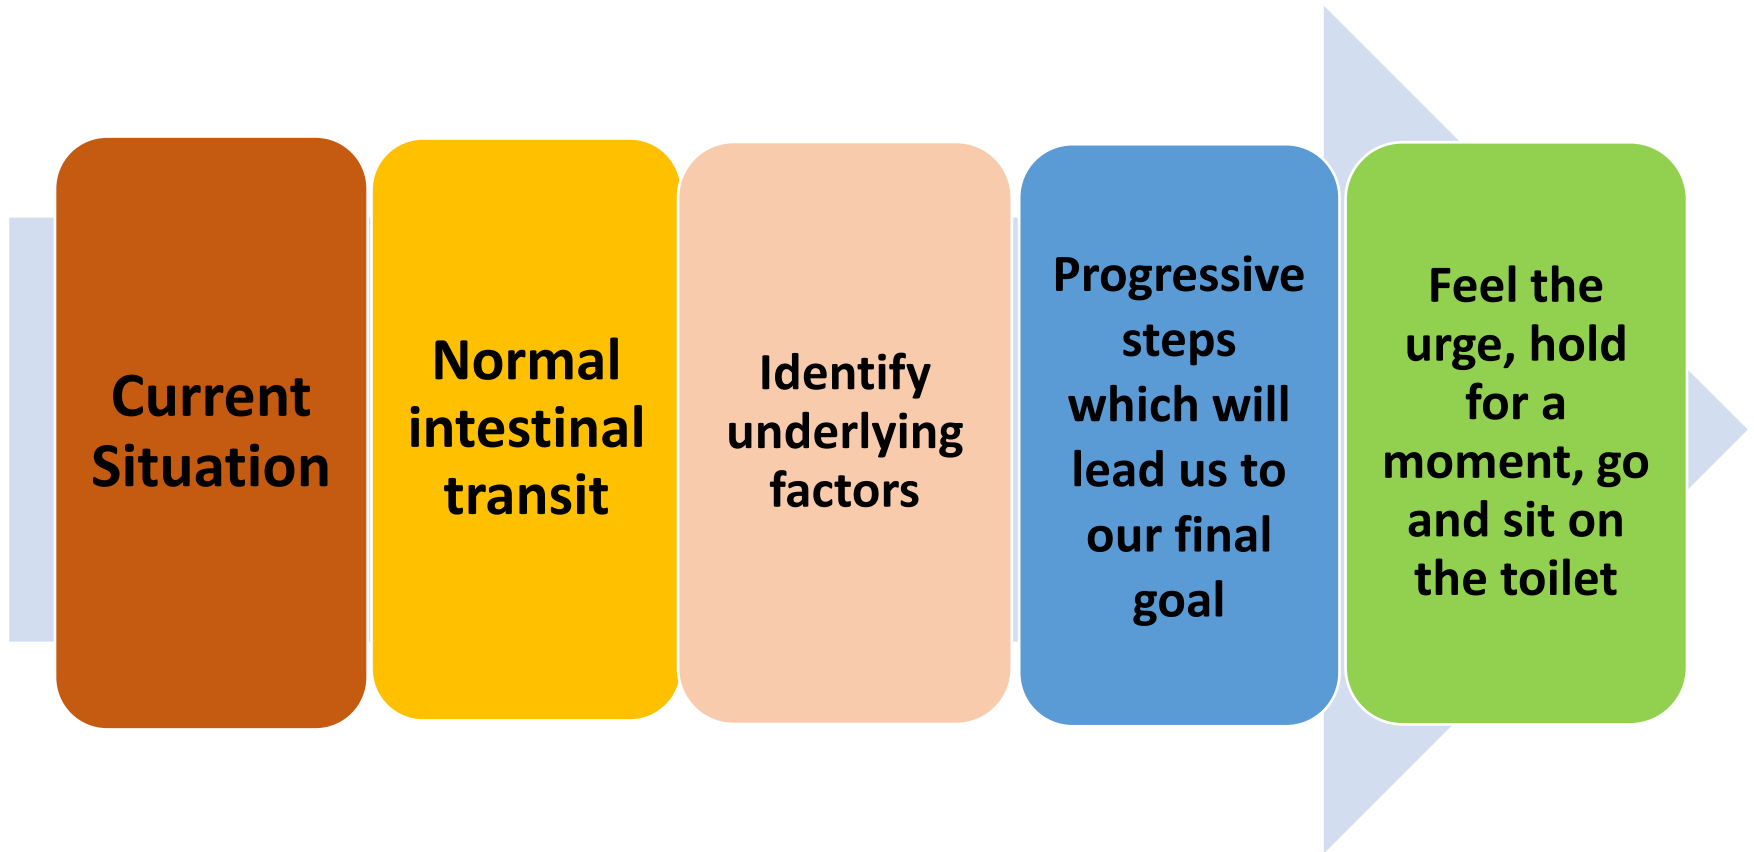 Current
Situation
Normal
intestinal
transit
Identify
underlying
factors
Progressive
steps
which will
lead us to
our final
goal
Feel the
urge, hold
for a
moment, go
and sit on
the toilet